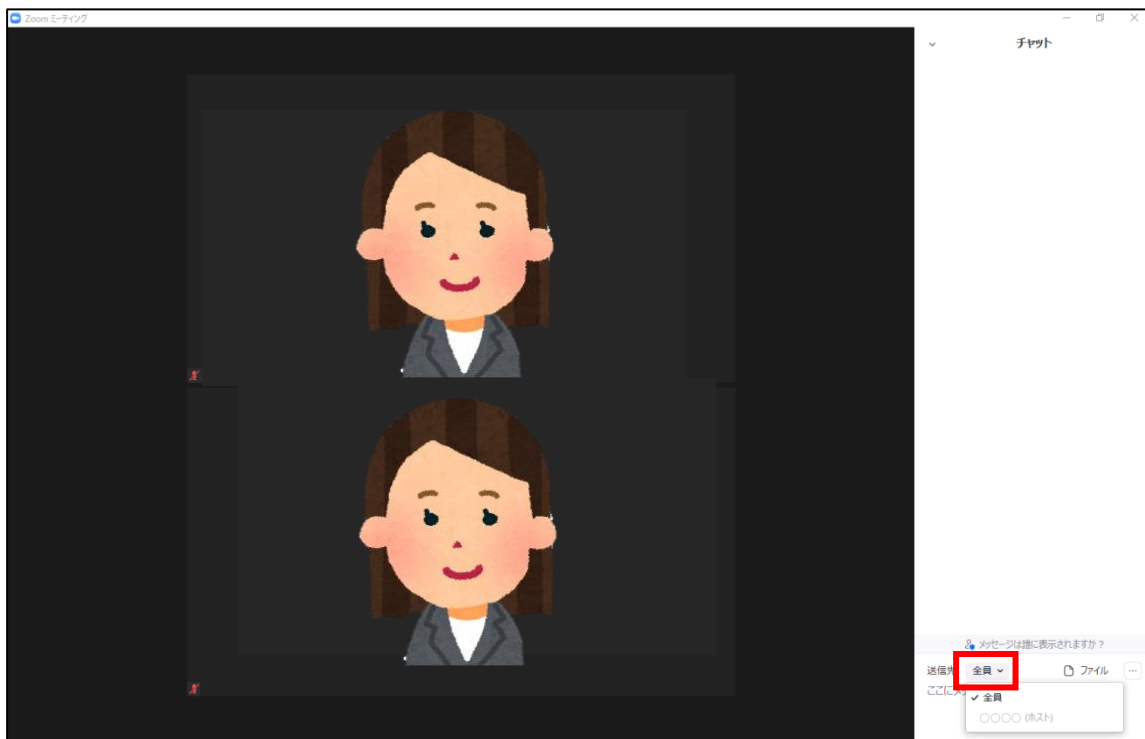 Zoom ミーティング
チャット
メッセージは誰に表示されますか？
送信先 全員 ファイル ...
ここにメ
✓ 全員
〇〇〇〇 (ホスト)